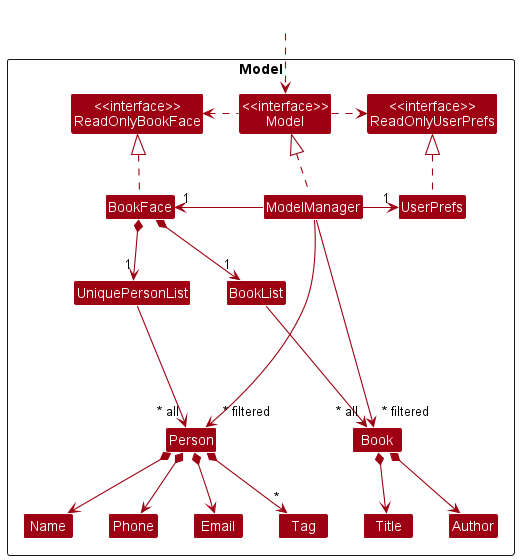 Model
<<interface>>
ReadOnlyBookFace
<<interface>>
Model
<<interface>>
ReadOnlyUserPrefs
BookFace
1
ModelManager
1
UserPrefs
1
1
UniquePersonList
BookList
* all
* filtered
* all
* filtered
Person
Book
*
Name
Phone
Email
Tag
Title
Author